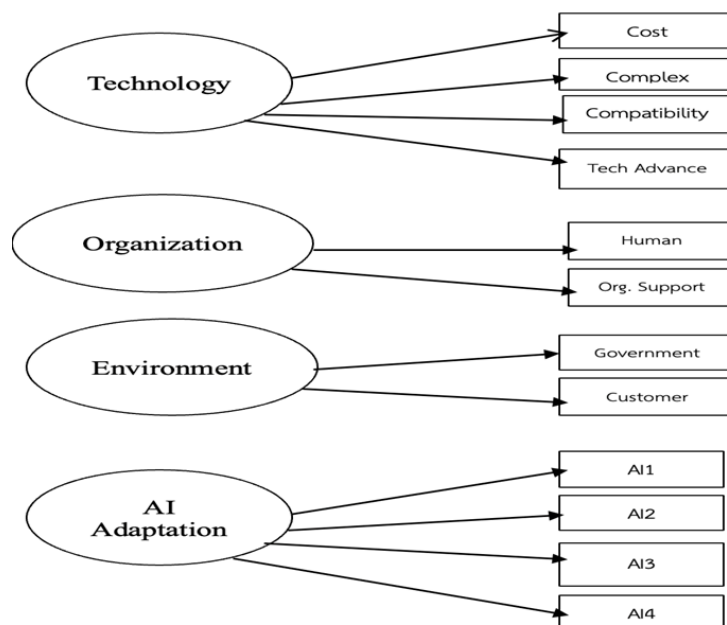 Technology
Cost
Complex
Compatibility
Tech Advance
Organization
Human
Org. Support
Environment
Government
Customer
AI
Adaptation
AI1
AI2
AI3
AI4